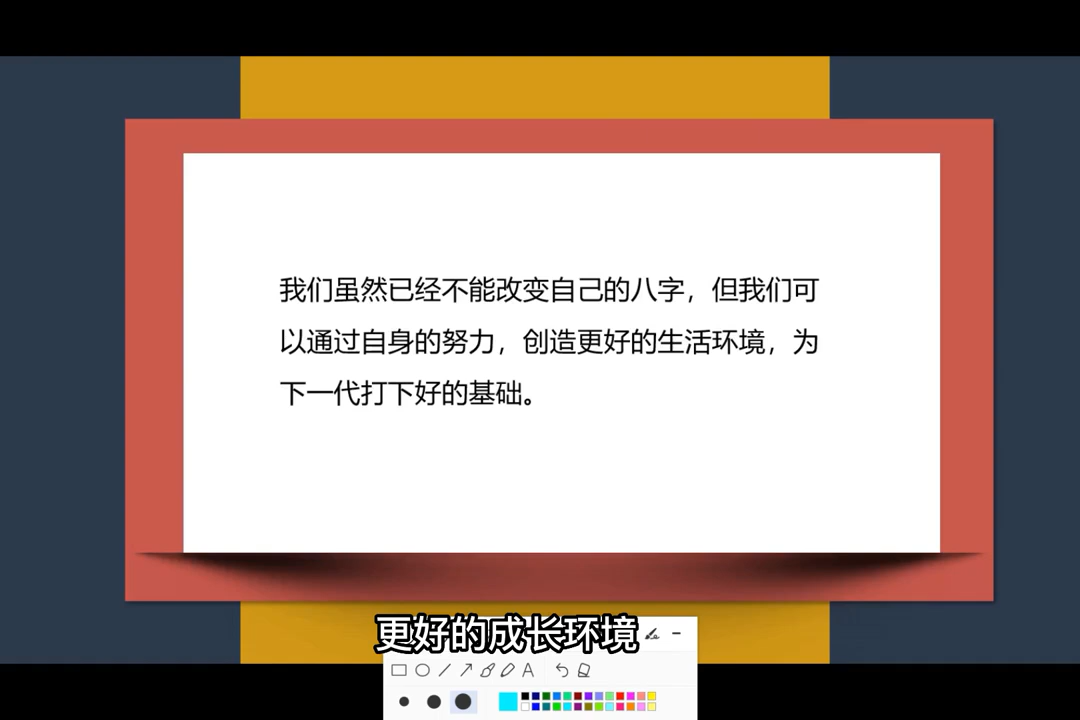 我们虽然已经不能改变自己的八字，但我们可
以通过自身的努力，创造更好的生活环境，为
下一代打下好的基础。
更好的成长环境
A